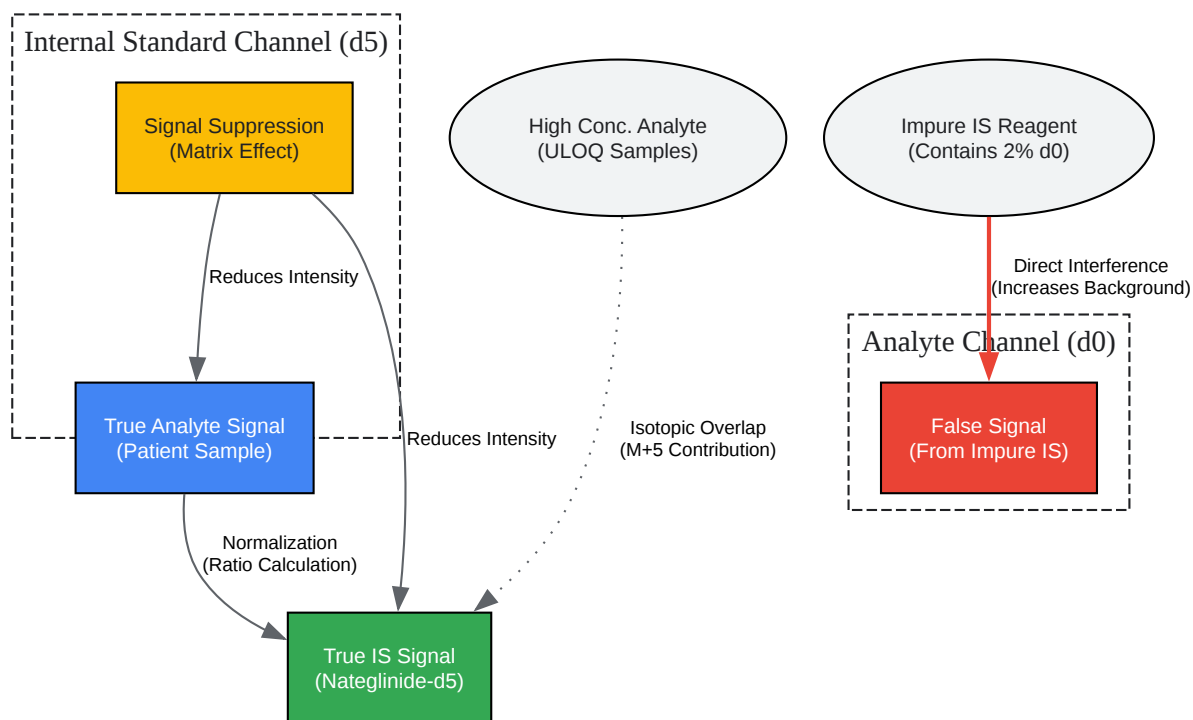 Internal Standard Channel (d5)
Signal Suppression
(Matrix Effect)
High Conc. Analyte
(ULOQ Samples)
Impure IS Reagent
(Contains 2% d0)
Reduces Intensity
Direct Interference
(Increases Background)
Analyte Channel (d0)
True Analyte Signal
(Patient Sample)
Reduces Intensity
Isotopic Overlap
(M+5 Contribution)
False Signal
(From Impure IS)
Normalization
(Ratio Calculation)
True IS Signal
(Nateglinide-d5)